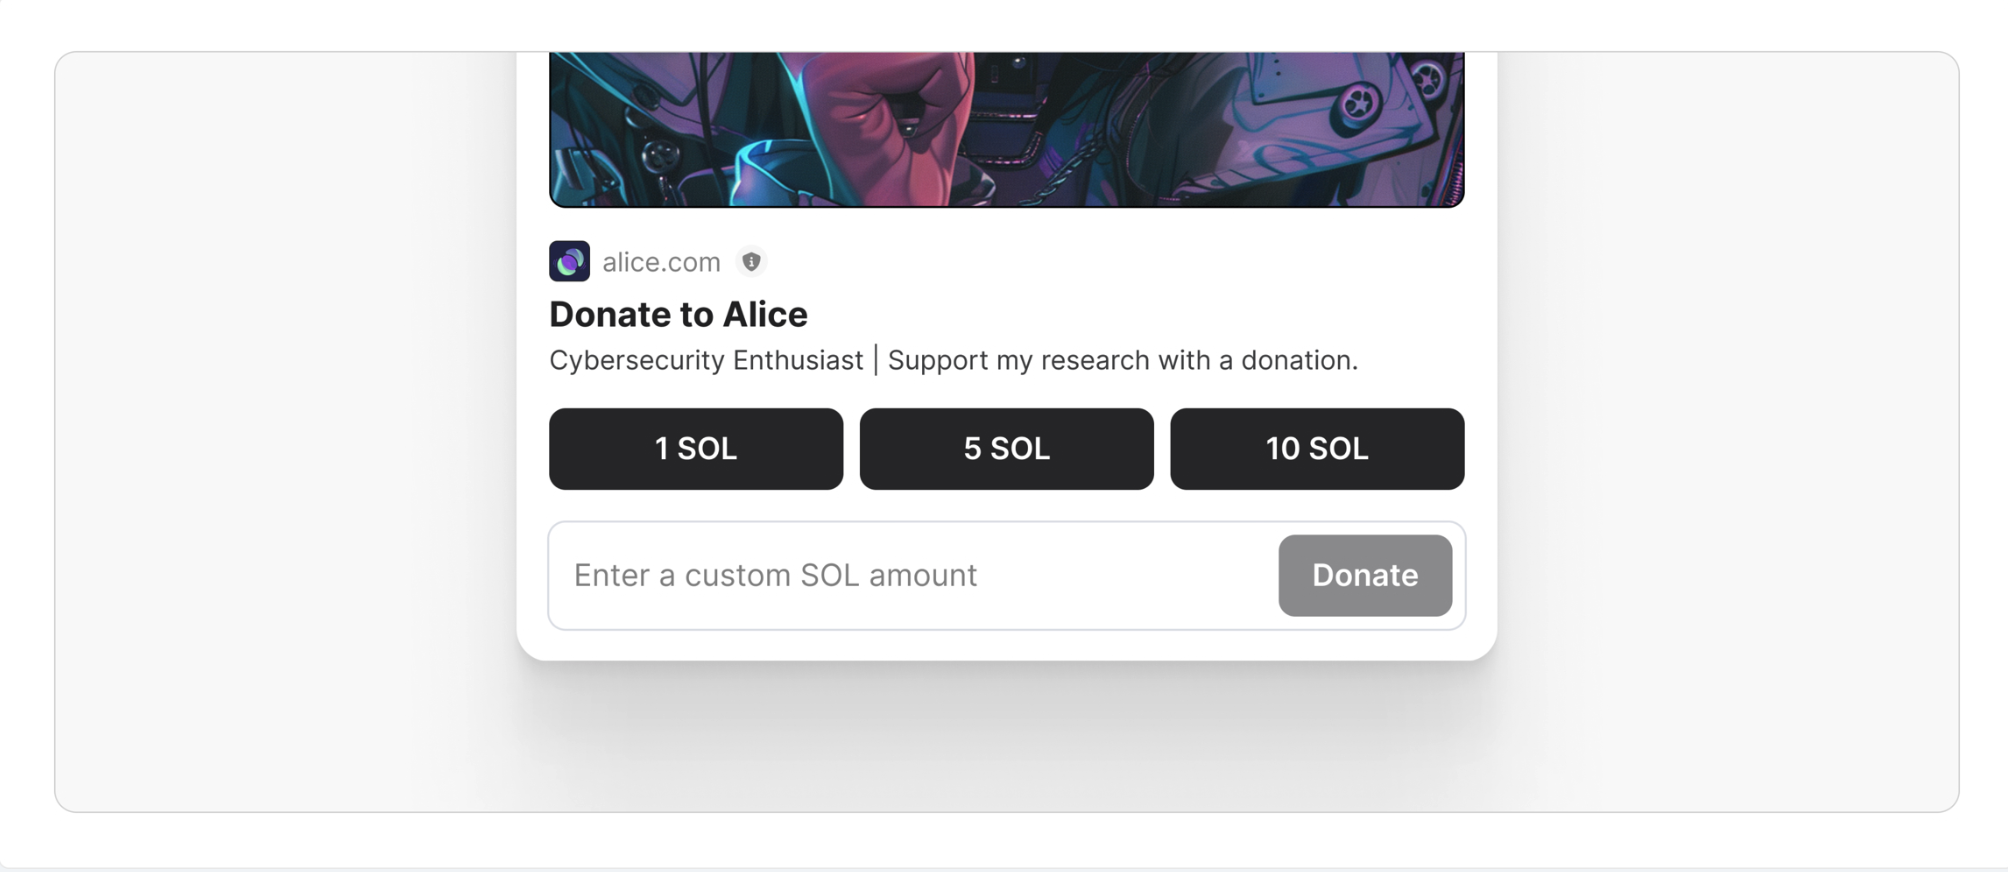 alice.com
Donate to Alice
Cybersecurity Enthusiast | Support my research with a donation.
1 SOL
5 SOL
10 SOL
Enter a custom SOL amount
Donate